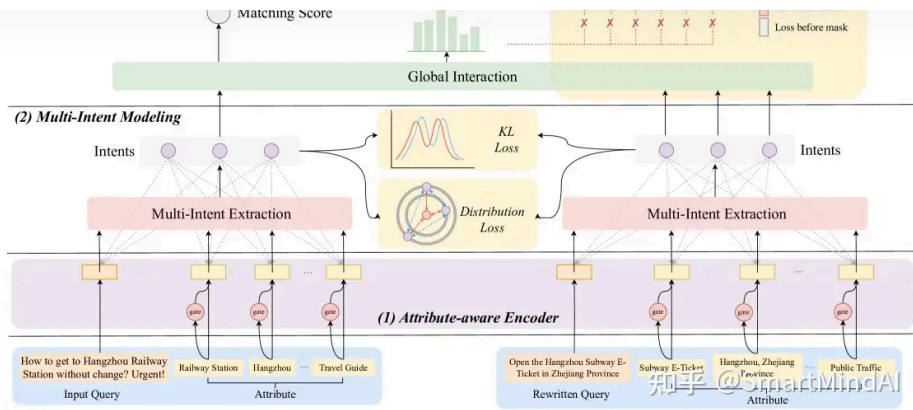 Matching Score
Loss before mask
Global Interaction
(2) Multi-Intent Modeling
Intents
KL
Loss
Intents
Multi-Intent Extraction
Distribution
Loss
Multi-Intent Extraction
...
...
gate
gate
gate
(1) Attribute-aware Encoder
gate
gate
gate
How to get to Hangzhou Railway
Station without change? Urgent!
Railway Station
Hangzhou
...
Travel Guide
Input Query
Attribute
Open the Hangzhou Subway E-
Ticket in Zhejiang Province
Subway E-Ticket
Hangzhou, Zhejiang
Province
...
Public Traffic
Rewritten Query
Attribute
知乎 @SmartMindAI